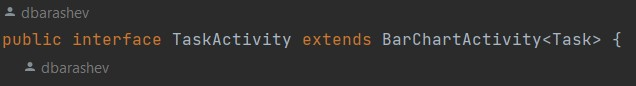 dbarashev
public interface TaskActivity extends BarChartActivity<Task> {
dbarashev